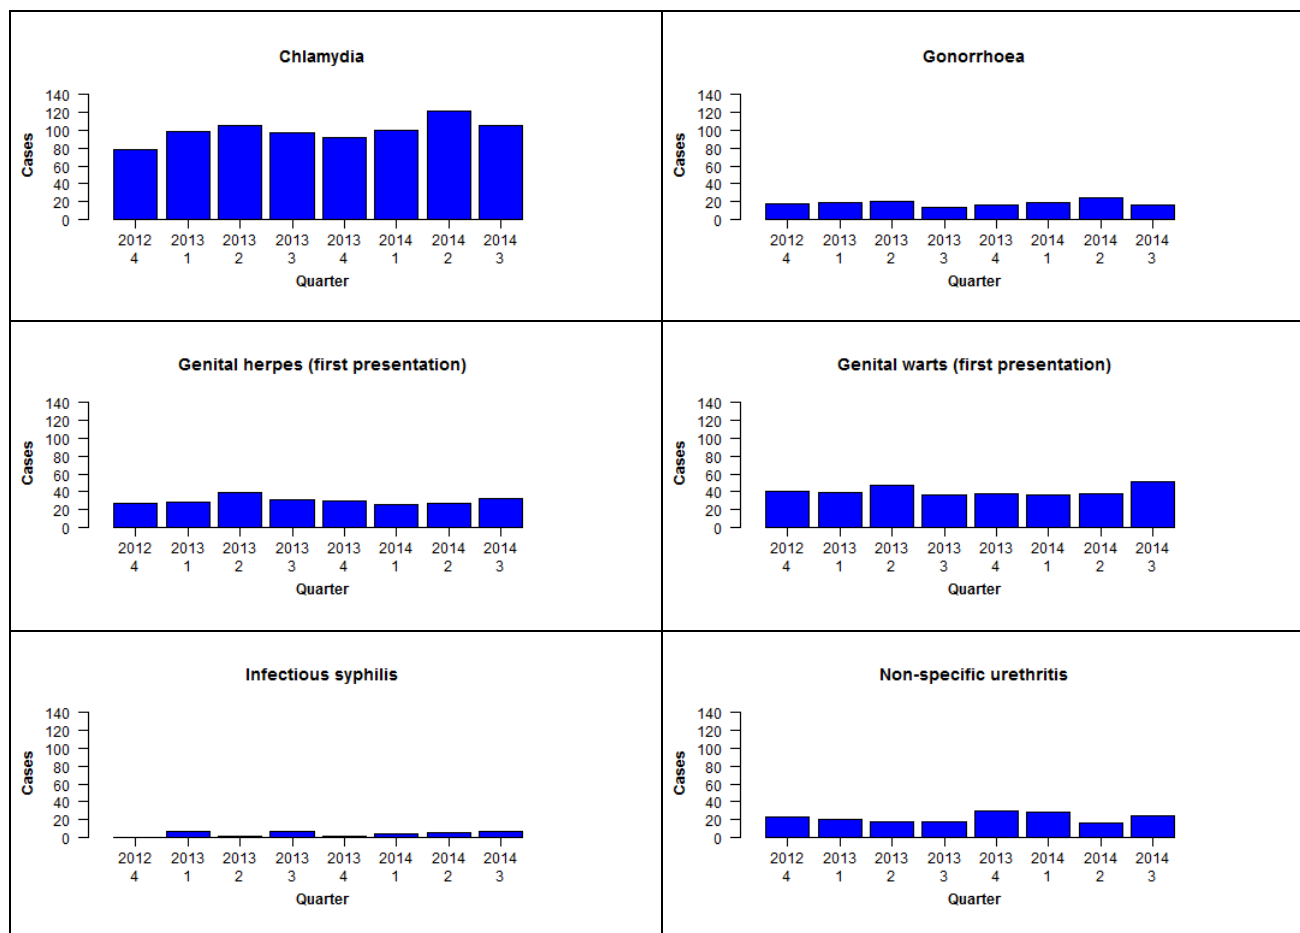 Chlamydia
Cases
140
120
100
80
60
40
20
0
2012 2013 2013 2013 2013 2014 2014 2014
4 1 2 3 4 1 2 3
Quarter
Gonorrhoea
Cases
140
120
100
80
60
40
20
0
2012 2013 2013 2013 2013 2014 2014 2014
4 1 2 3 4 1 2 3
Quarter
Genital herpes (first presentation)
Cases
140
120
100
80
60
40
20
0
2012 2013 2013 2013 2013 2014 2014 2014
4 1 2 3 4 1 2 3
Quarter
Genital warts (first presentation)
Cases
140
120
100
80
60
40
20
0
2012 2013 2013 2013 2013 2014 2014 2014
4 1 2 3 4 1 2 3
Quarter
Infectious syphilis
Cases
140
120
100
80
60
40
20
0
2012 2013 2013 2013 2013 2014 2014 2014
4 1 2 3 4 1 2 3
Quarter
Non-specific urethritis
Cases
140
120
100
80
60
40
20
0
2012 2013 2013 2013 2013 2014 2014 2014
4 1 2 3 4 1 2 3
Quarter